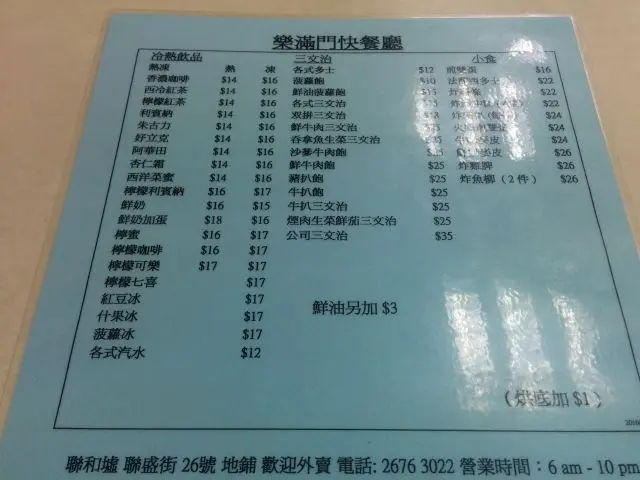 樂滿門快餐廳
冷熱飲品
熱凍 熱 凍
香濃咖啡 $14 $16
西冷紅茶 $14 $16
檸檬紅茶 $14 $16
利賓納 $14 $16
朱古力 $14 $16
好立克 $14 $16
阿華田 $14 $16
杏仁霜 $14 $16
西洋菜蜜 $14 $16
檸檬利賓納 $16 $17
鮮奶 $16 $15
鮮奶加蛋 $18 $16
檸蜜 $16 $17
檸檬咖啡 $16 $17
檸檬可樂 $17 $17
檸檬七喜 $17
紅豆冰 $17
什果冰 $17
菠蘿冰 $17
各式汽水 $12
三文治
各式多士 $12
菠蘿飽 $10
鮮油菠蘿飽
各式三文治
双拼三文治
鮮牛肉三文治
吞拿魚生菜三文治
沙爹牛肉飽
鮮牛肉飽 $25
豬扒飽 $25
牛扒飽 $25
牛扒三文治 $25
煙肉生菜鮮茄三文治 $25
公司三文治 $35
鮮油另加 $3
小食
煎雙蛋 $16
$22
$22
$22
$24
$24
$26
炸雞髀 $26
炸魚柳（2件） $26
（烘底加 $1）
聯和墟 聯盛街 26號 地鋪 歡迎外賣 電話: 2676 3022 營業時間：6 am - 10 pm